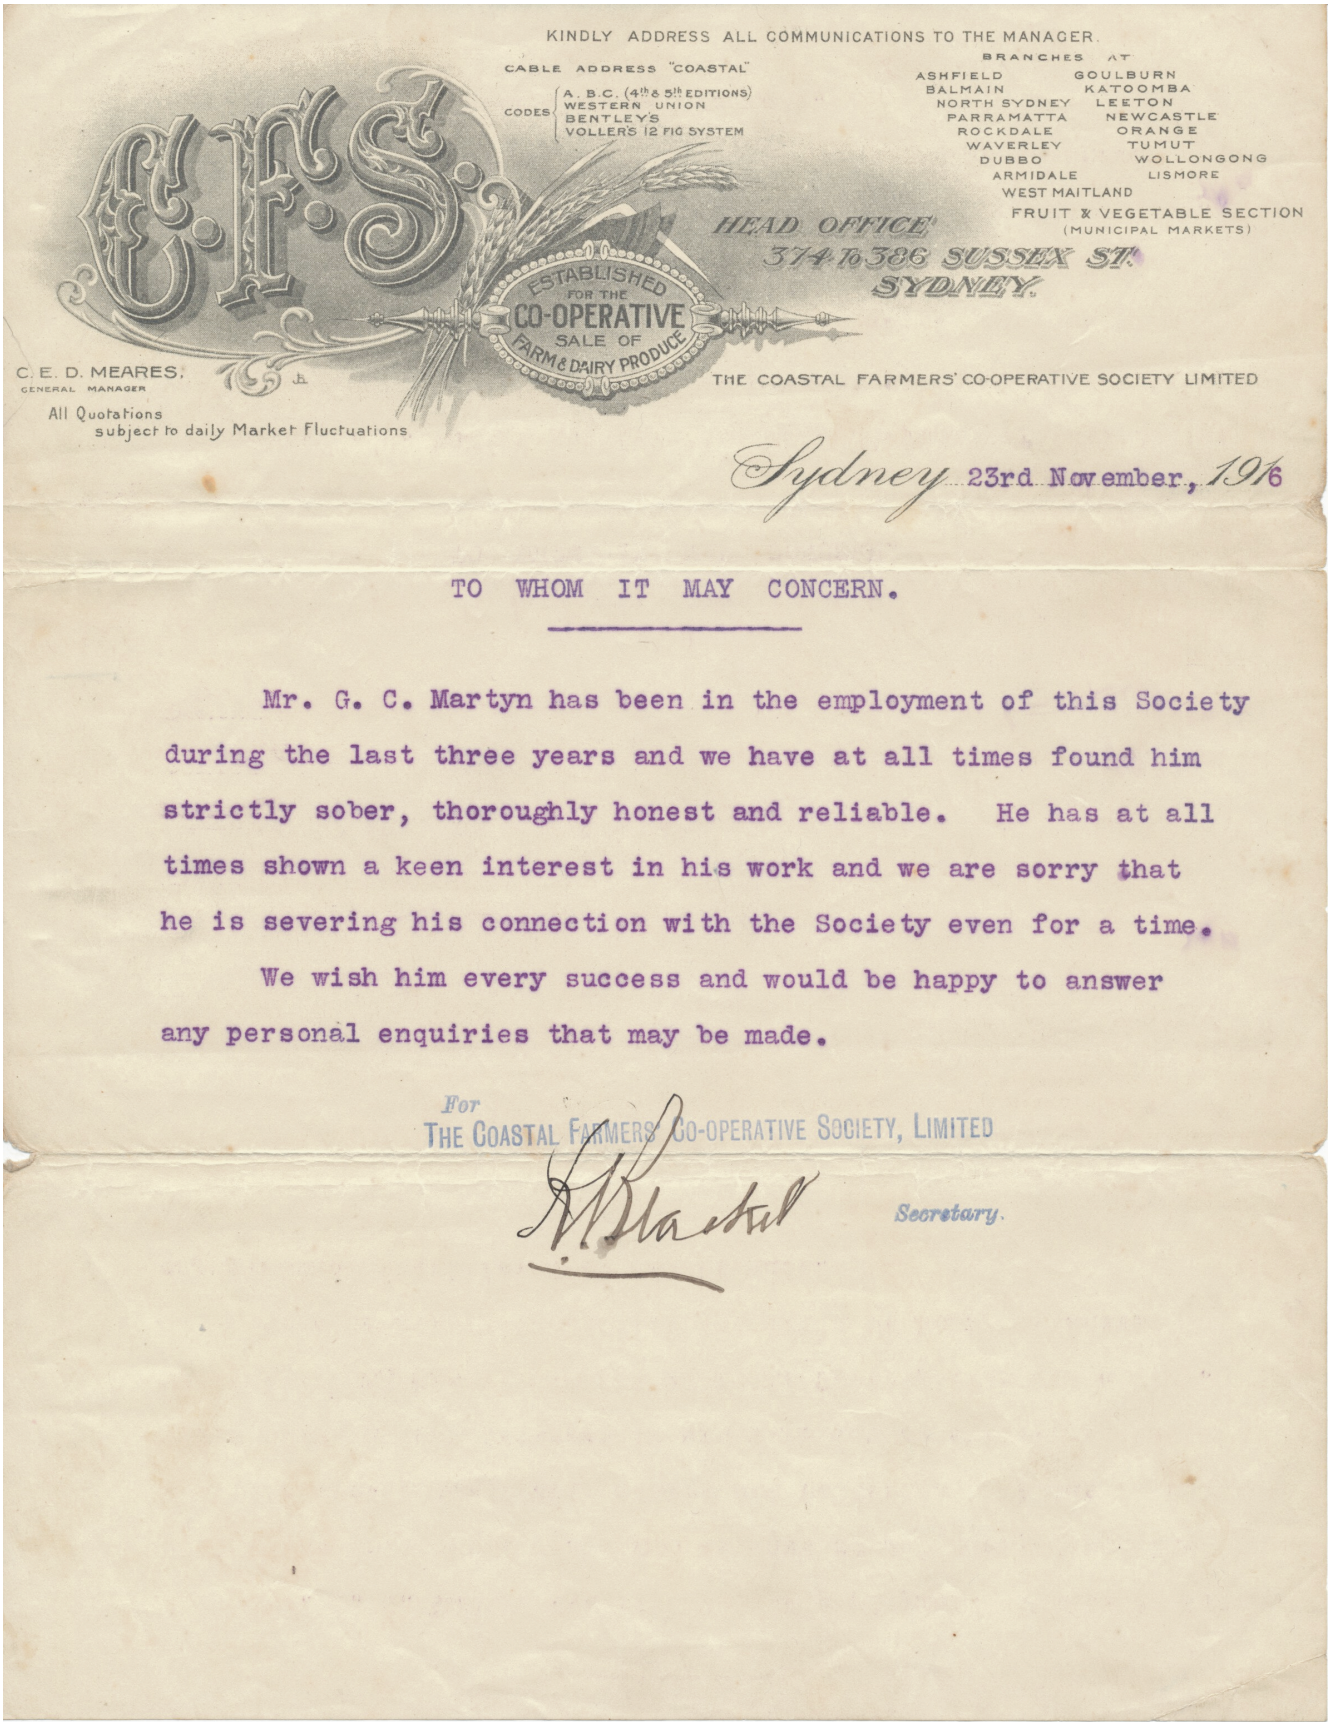 KINDLY ADDRESS ALL COMMUNICATIONS TO THE MANAGER.
CABLE ADDRESS "COASTAL"
CODES
A. B.C. (4th & 5th EDITIONS)
WESTERN UNION
BENTLEY'S
VOLLER'S 12 FIG SYSTEM
BRANCHES AT
ASHFIELD GOULBURN
BALMAIN KATOOMBA
NORTH SYDNEY LEETON
PARRAMATTA NEWCASTLE
ROCKDALE ORANGE
WAVERLEY TUMUT
DUBBO WOLLONGONG
ARMIDALE LISMORE
WEST MAITLAND
FRUIT & VEGETABLE SECTION
(MUNICIPAL MARKETS)
C.F.S.
HEAD OFFICE
374 To 386 SUSSEX ST.
SYDNEY.
ESTABLISHED
FOR THE
CO-OPERATIVE
SALE OF
FARM & DAIRY PRODUCE
C. E. D. MEARES.
GENERAL MANAGER
THE COASTAL FARMERS' CO-OPERATIVE SOCIETY LIMITED
All Quotations
subject to daily Market Fluctuations
Sydney 23rd November, 1916
TO WHOM IT MAY CONCERN.
Mr. G. C. Martyn has been in the employment of this Society
during the last three years and we have at all times found him
strictly sober, thoroughly honest and reliable. He has at all
times shown a keen interest in his work and we are sorry that
he is severing his connection with the Society even for a time.
We wish him every success and would be happy to answer
any personal enquiries that may be made.
For
THE COASTAL FARMERS' CO-OPERATIVE SOCIETY, LIMITED
Secretary.